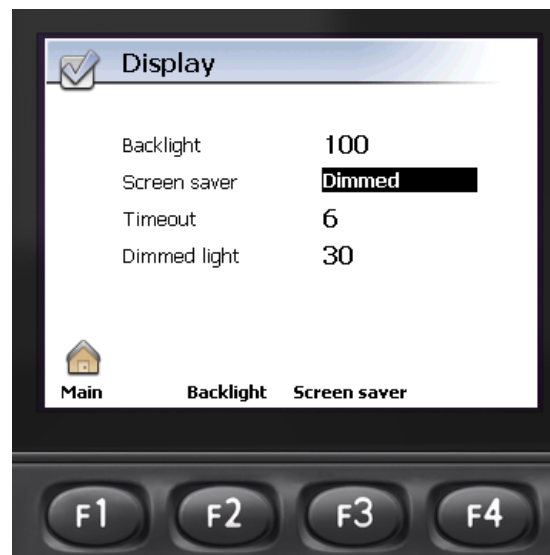 Display
Backlight 100
Screen saver Dimmed
Timeout 6
Dimmed light 30
Main Backlight Screen saver
F1 F2 F3 F4